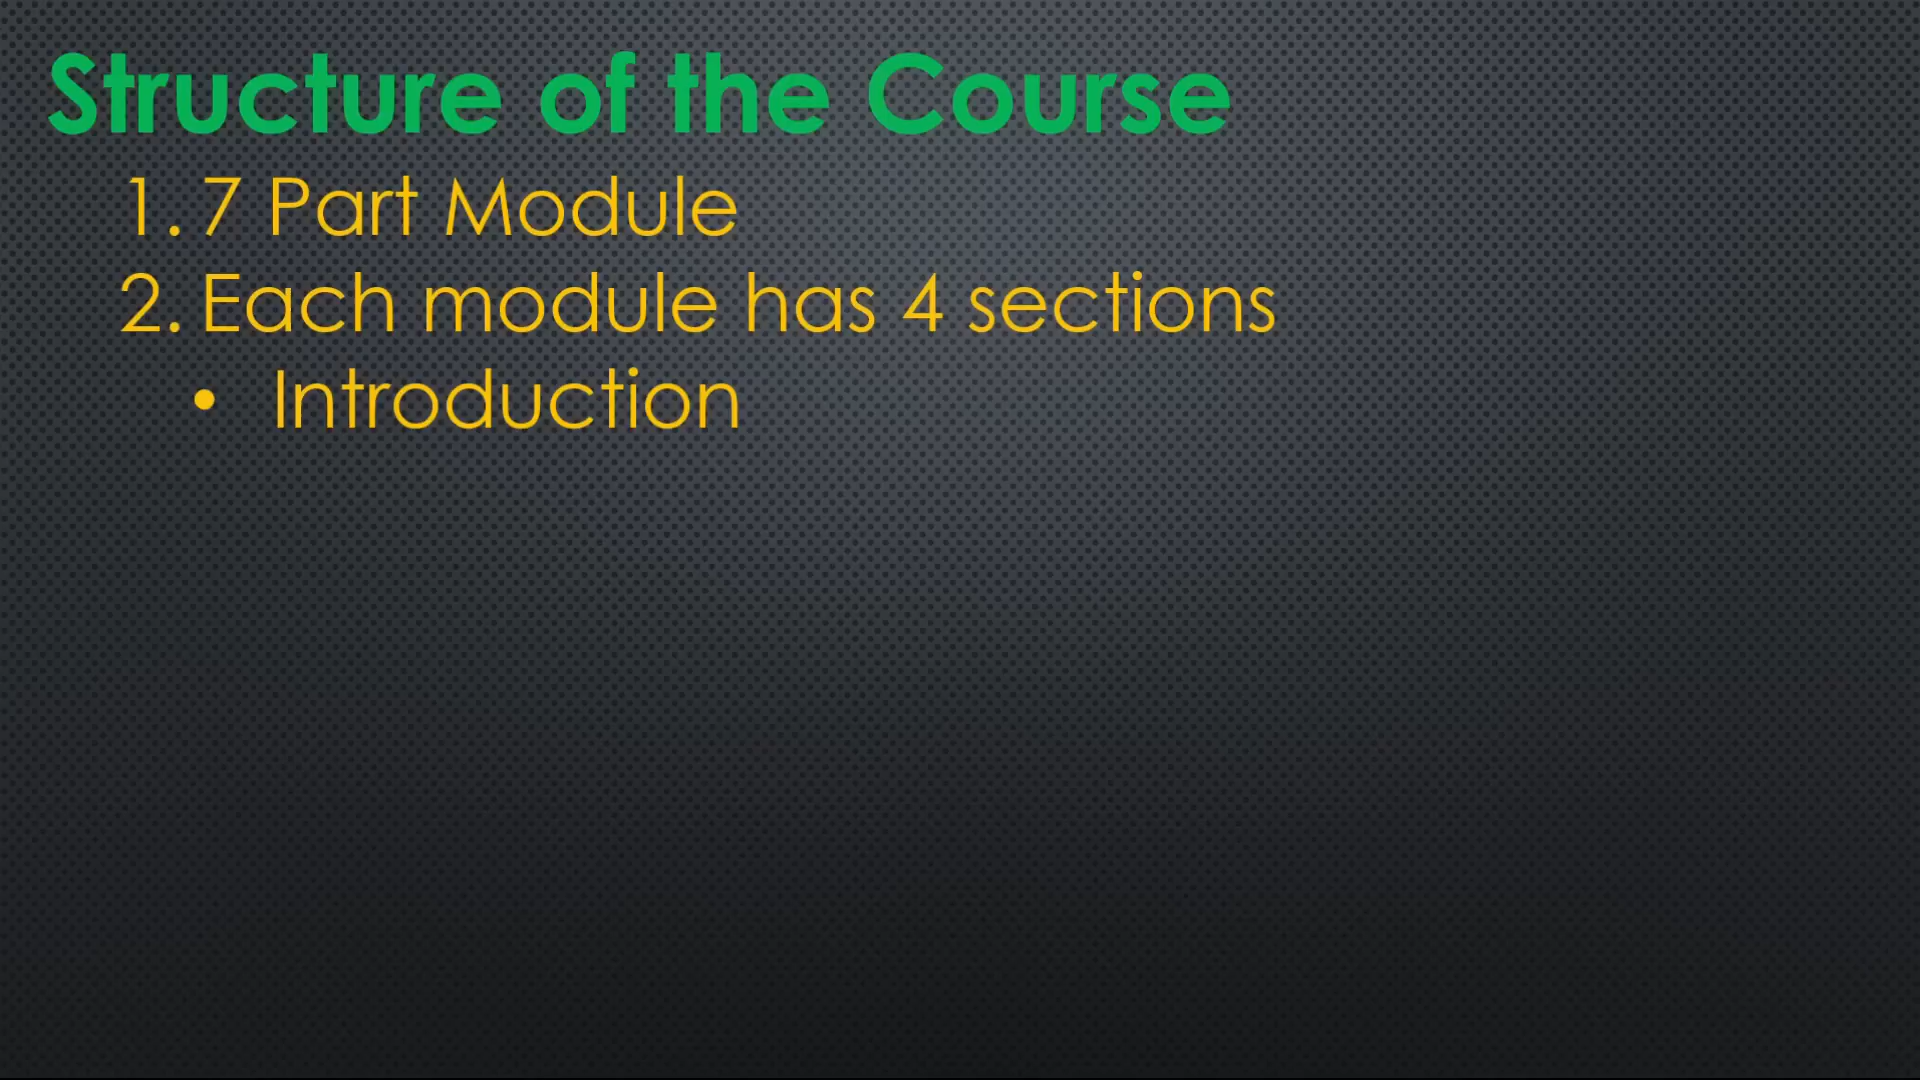 Structure of the Course
1. 7 Part Module
2. Each module has 4 sections
• Introduction